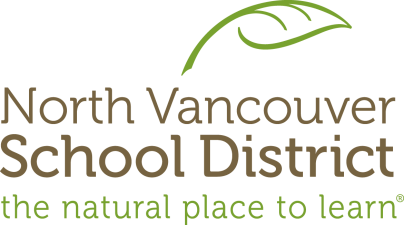 North Vancouver
School District
the natural place to learn®